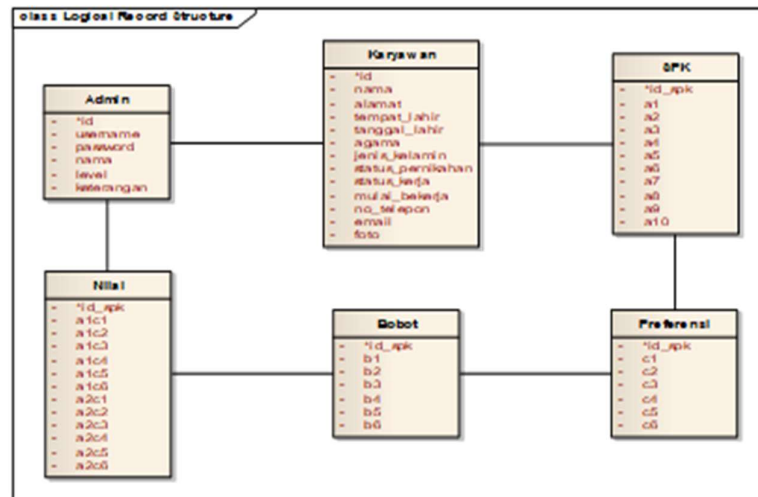 class Logical Record Structure
Admin
- *id
- username
- password
- nama
- level
- keterangan
Karyawan
- *id
- nama
- alamat
- tempat_lahir
- tanggal_lahir
- agama
- jenis_kelamin
- status_pernikahan
- status_kerja
- mulai_bekerja
- no_telepon
- email
- foto
SPK
- *id_spk
- a1
- a2
- a3
- a4
- a5
- a6
- a7
- a8
- a9
- a10
Nilai
- *id_spk
- a1c1
- a1c2
- a1c3
- a1c4
- a1c5
- a1c6
- a2c1
- a2c2
- a2c3
- a2c4
- a2c5
- a2c6
Bobot
- *id_spk
- b1
- b2
- b3
- b4
- b5
- b6
Preferensi
- *id_spk
- c1
- c2
- c3
- c4
- c5
- c6